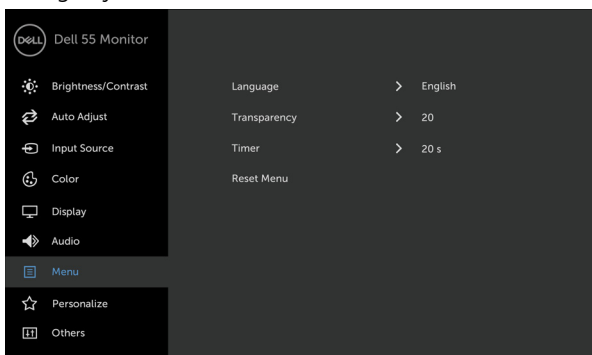 DELL Dell 55 Monitor
Brightness/Contrast
Auto Adjust
Input Source
Color
Display
Audio
Menu
Personalize
Others
Language English
Transparency 20
Timer 20 s
Reset Menu